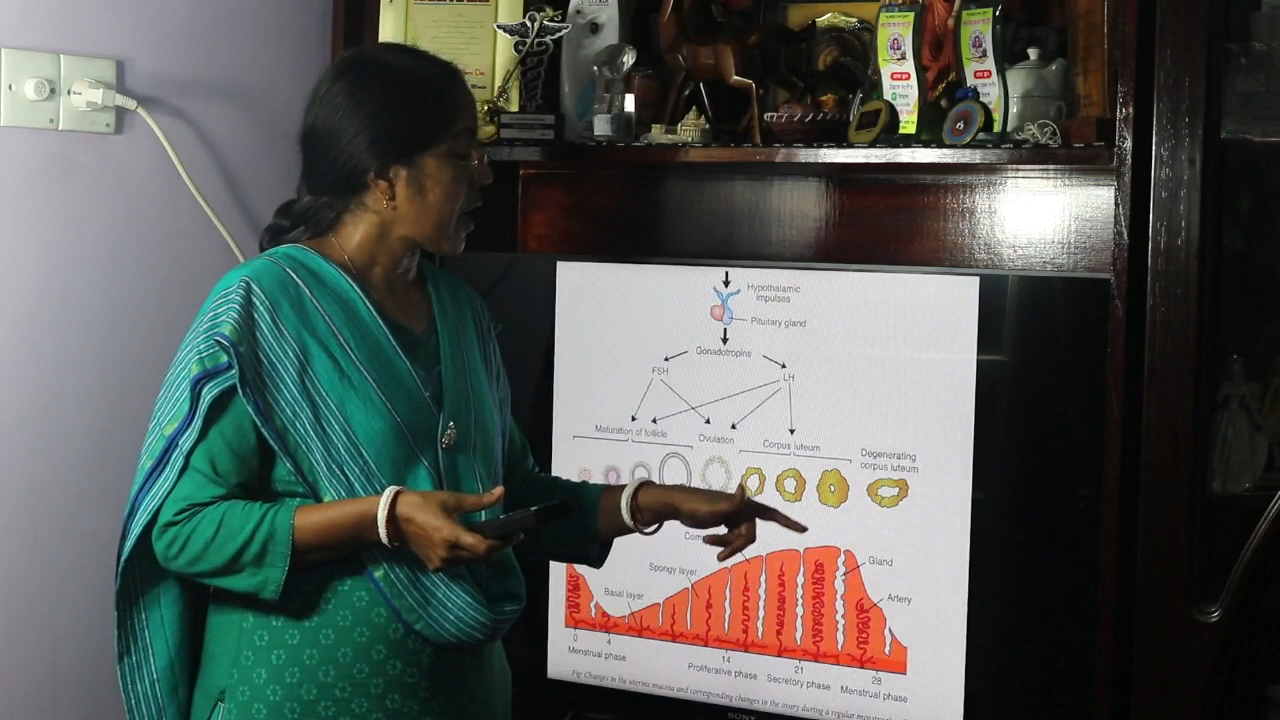 Hypothalamic
impulses
Pituitary gland
Gonadotropins
FSH
LH
Maturation of follicle
Ovulation
Corpus luteum
Degenerating
corpus luteum
Gland
Spongy layer
Basal layer
Artery
0
4
14
21
28
Menstrual phase
Proliferative phase
Secretory phase
Menstrual phase
Fig: Changes in the uterine mucosa and corresponding changes in the ovary during a regular
SONY